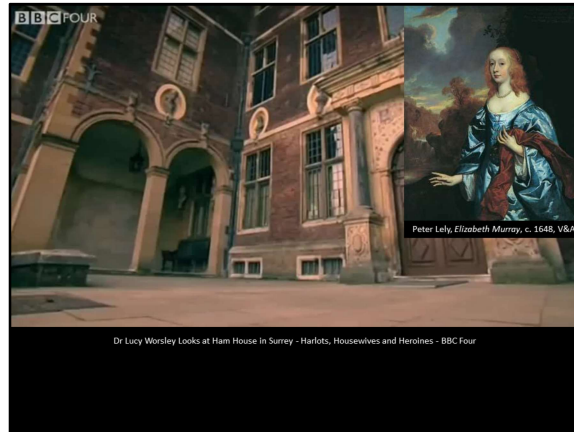 BBC FOUR
Peter Lely, Elizabeth Murray, c. 1648, V&A
Dr Lucy Worsley Looks at Ham House in Surrey - Harlots, Housewives and Heroines - BBC Four